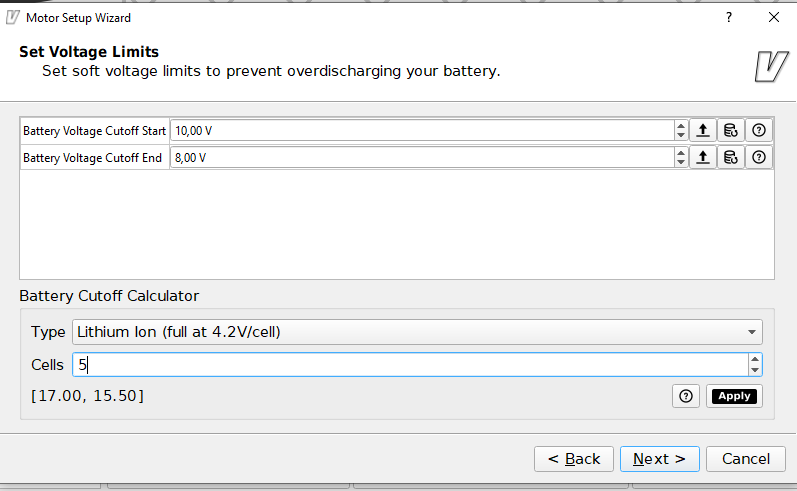 Motor Setup Wizard
Set Voltage Limits
Set soft voltage limits to prevent overdischarging your battery.
Battery Voltage Cutoff Start 10,00 V
Battery Voltage Cutoff End 8,00 V
Battery Cutoff Calculator
Type Lithium Ion (full at 4.2V/cell)
Cells 5
[17.00, 15.50] Apply
< Back Next > Cancel